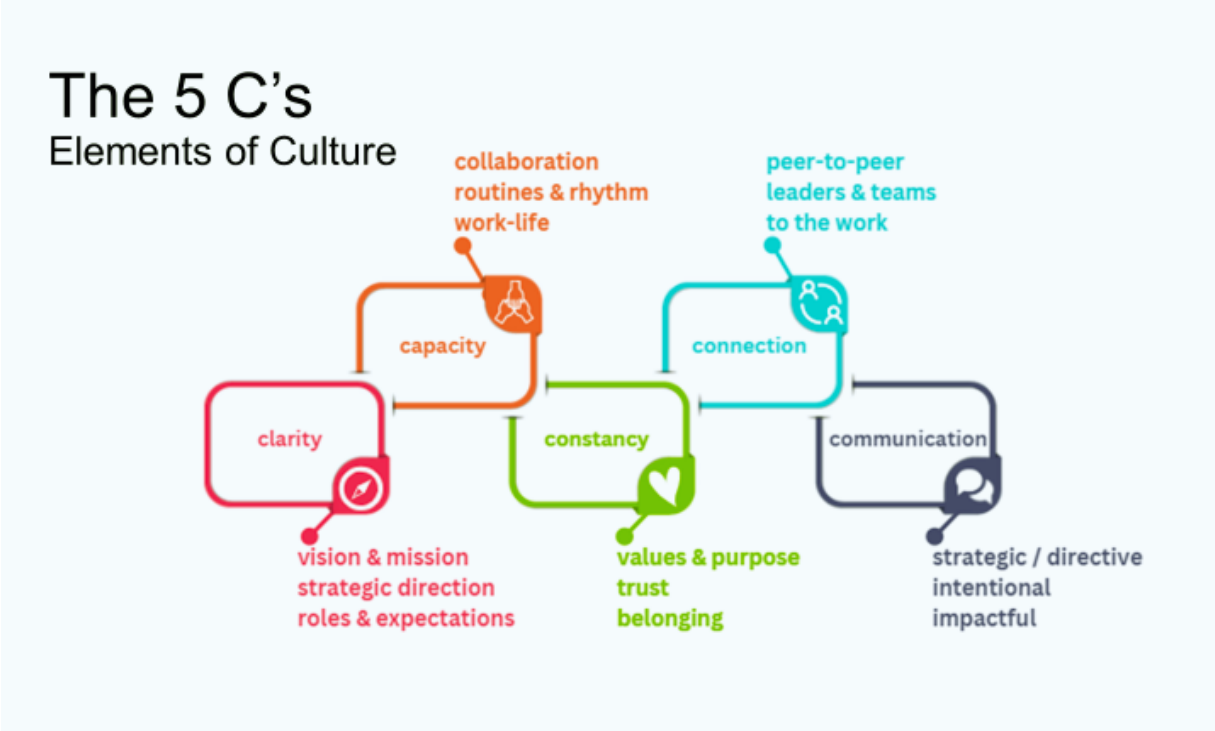 The 5 C’s
Elements of Culture
clarity
vision & mission
strategic direction
roles & expectations
collaboration
routines & rhythm
work-life
capacity
constancy
values & purpose
trust
belonging
peer-to-peer
leaders & teams
to the work
connection
communication
strategic / directive
intentional
impactful